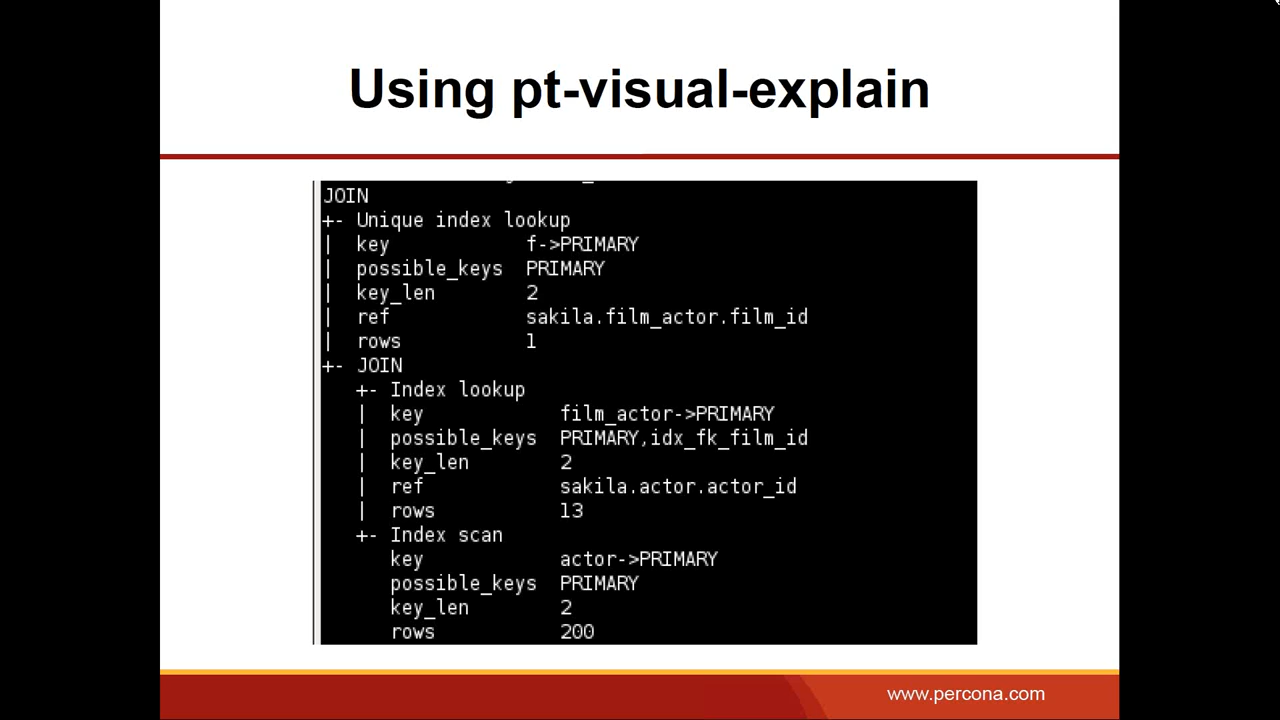 Using pt-visual-explain
JOIN
+- Unique index lookup
|  key            f->PRIMARY
|  possible_keys  PRIMARY
|  key_len        2
|  ref            sakila.film_actor.film_id
|  rows           1
+- JOIN
   +- Index lookup
   |  key            film_actor->PRIMARY
   |  possible_keys  PRIMARY,idx_fk_film_id
   |  key_len        2
   |  ref            sakila.actor.actor_id
   |  rows           13
   +- Index scan
      key            actor->PRIMARY
      possible_keys  PRIMARY
      key_len        2
      rows           200
www.percona.com